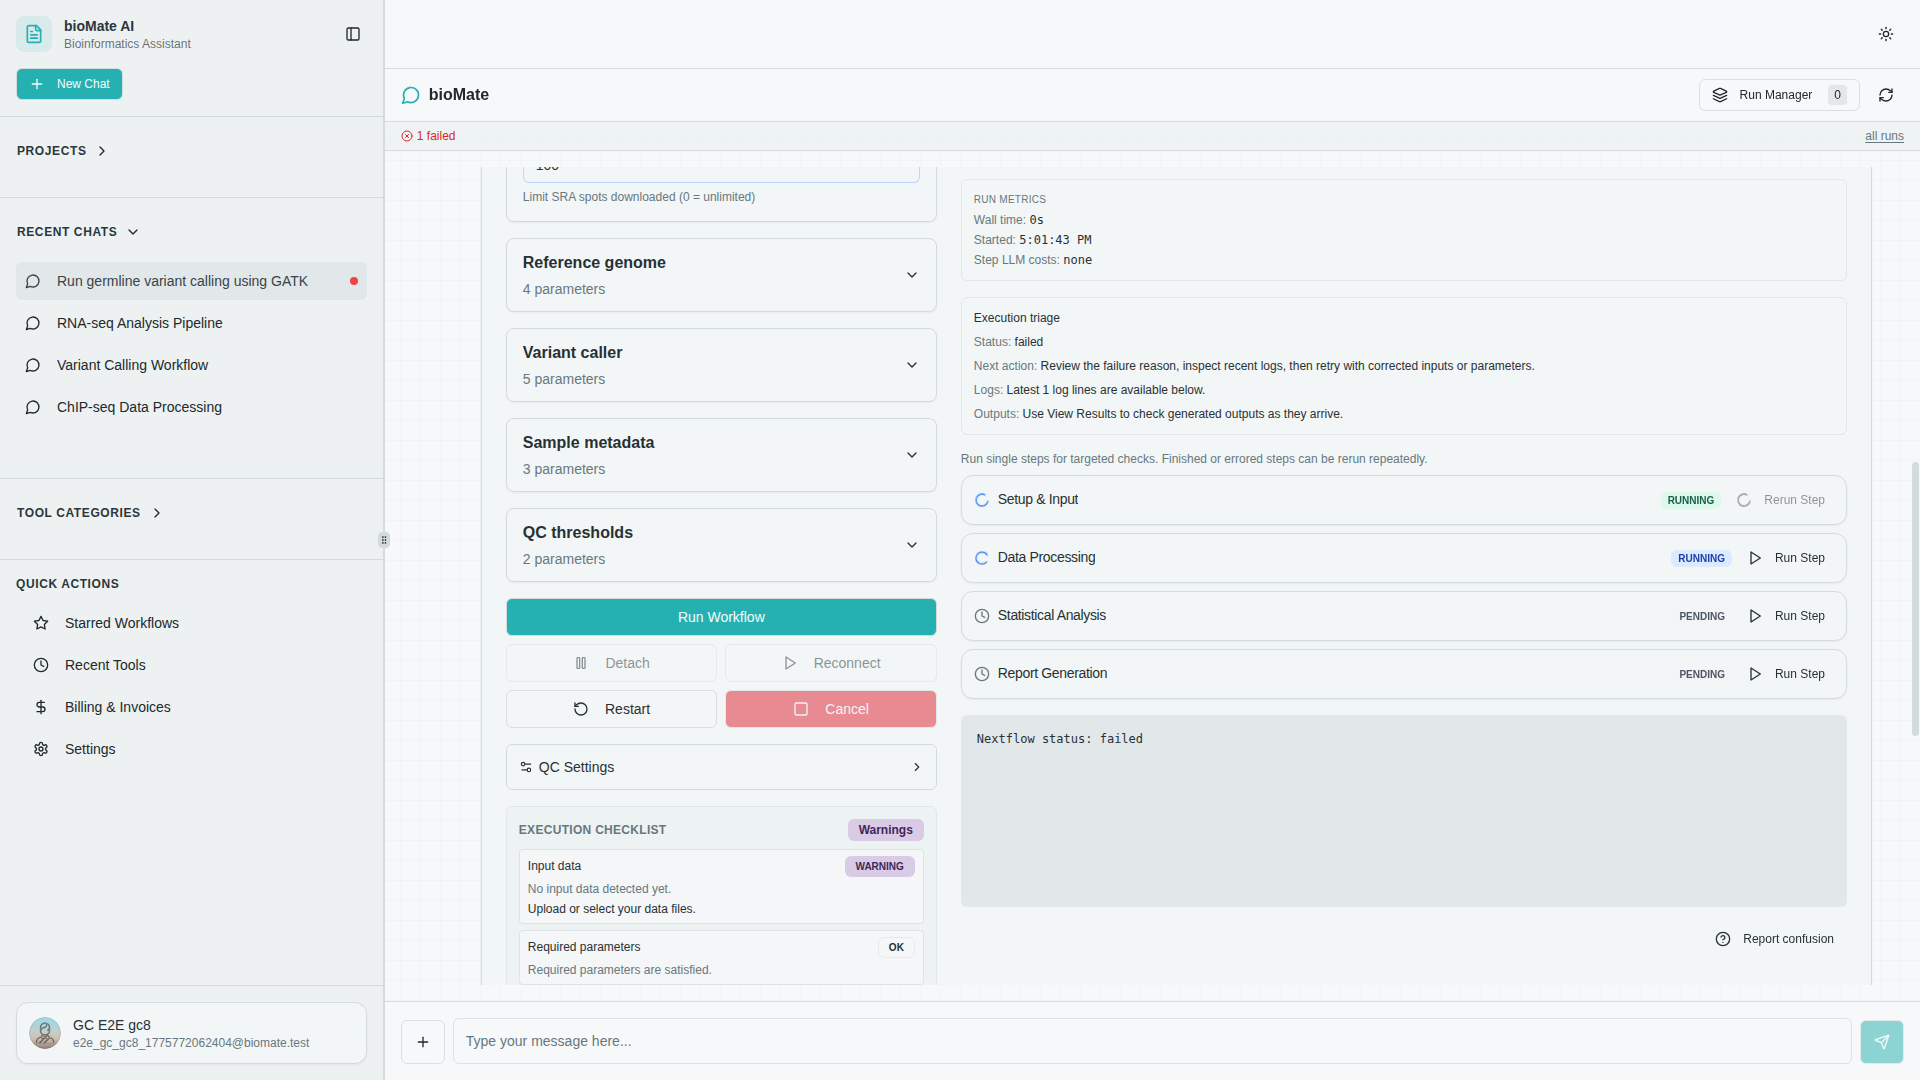 bioMate AI
Bioinformatics Assistant
New Chat
PROJECTS
RECENT CHATS
Run germline variant calling using GATK
RNA-seq Analysis Pipeline
Variant Calling Workflow
ChIP-seq Data Processing
TOOL CATEGORIES
QUICK ACTIONS
Starred Workflows
Recent Tools
Billing & Invoices
Settings
GC E2E gc8
e2e_gc_gc8_1775772062404@biomate.test
bioMate
Run Manager 0
1 failed
all runs
Limit SRA spots downloaded (0 = unlimited)
Reference genome
4 parameters
Variant caller
5 parameters
Sample metadata
3 parameters
QC thresholds
2 parameters
Run Workflow
Detach
Reconnect
Restart
Cancel
QC Settings
EXECUTION CHECKLIST
Warnings
Input data
WARNING
No input data detected yet.
Upload or select your data files.
Required parameters
OK
Required parameters are satisfied.
RUN METRICS
Wall time: 0s
Started: 5:01:43 PM
Step LLM costs: none
Execution triage
Status: failed
Next action: Review the failure reason, inspect recent logs, then retry with corrected inputs or parameters.
Logs: Latest 1 log lines are available below.
Outputs: Use View Results to check generated outputs as they arrive.
Run single steps for targeted checks. Finished or errored steps can be rerun repeatedly.
Setup & Input
RUNNING
Rerun Step
Data Processing
RUNNING
Run Step
Statistical Analysis
PENDING
Run Step
Report Generation
PENDING
Run Step
Nextflow status: failed
Report confusion
Type your message here...